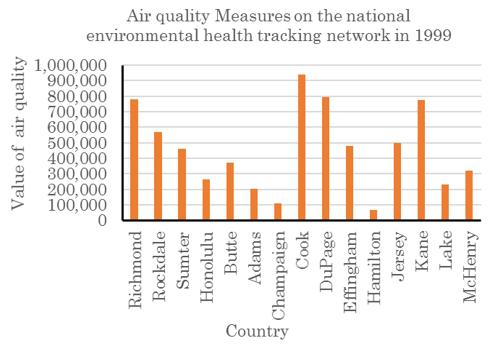 Air quality Measures on the national
environmental health tracking network in 1999
Value of air quality
1,000,000
900,000
800,000
700,000
600,000
500,000
400,000
300,000
200,000
100,000
0
Richmond
Rockdale
Sumter
Honolulu
Butte
Adams
Champaign
Cook
DuPage
Effingham
Hamilton
Jersey
Kane
Lake
McHenry
Country